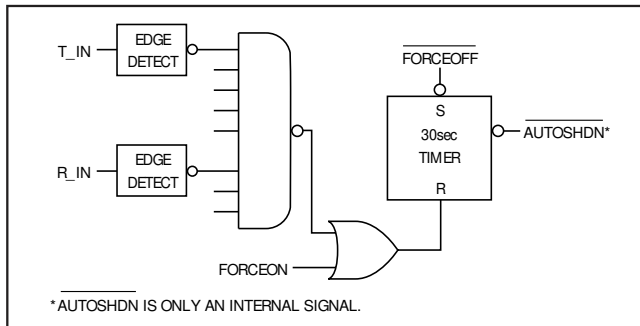 T_IN
EDGE
DETECT
R_IN
EDGE
DETECT
FORCEON
FORCEOFF
S
30sec
TIMER
R
AUTOSHDN*
*AUTOSHDN IS ONLY AN INTERNAL SIGNAL.